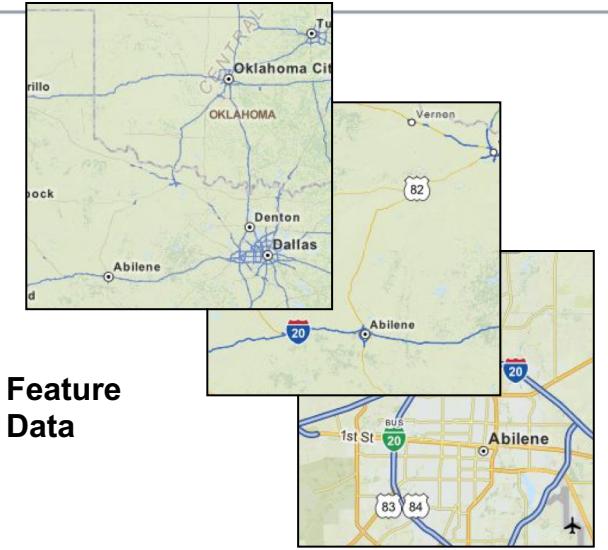 Tu
Oklahoma Cit
CENTRAL
rillo
OKLAHOMA
ock
Denton
Dallas
Abilene
d
Vernon
82
20
Abilene
Feature
Data
20
1st St
BUS
20
Abilene
83 84